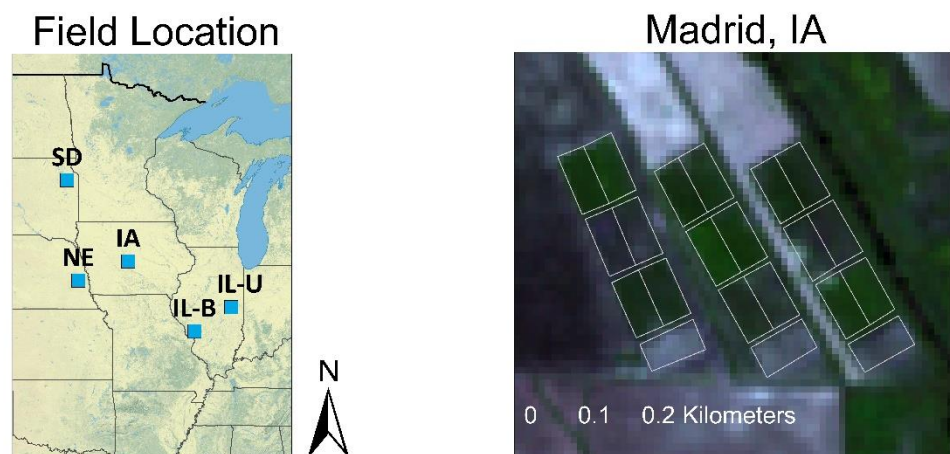 Field Location
Madrid, IA
SD
IA
NE
IL-U
IL-B
N
0 0.1 0.2 Kilometers